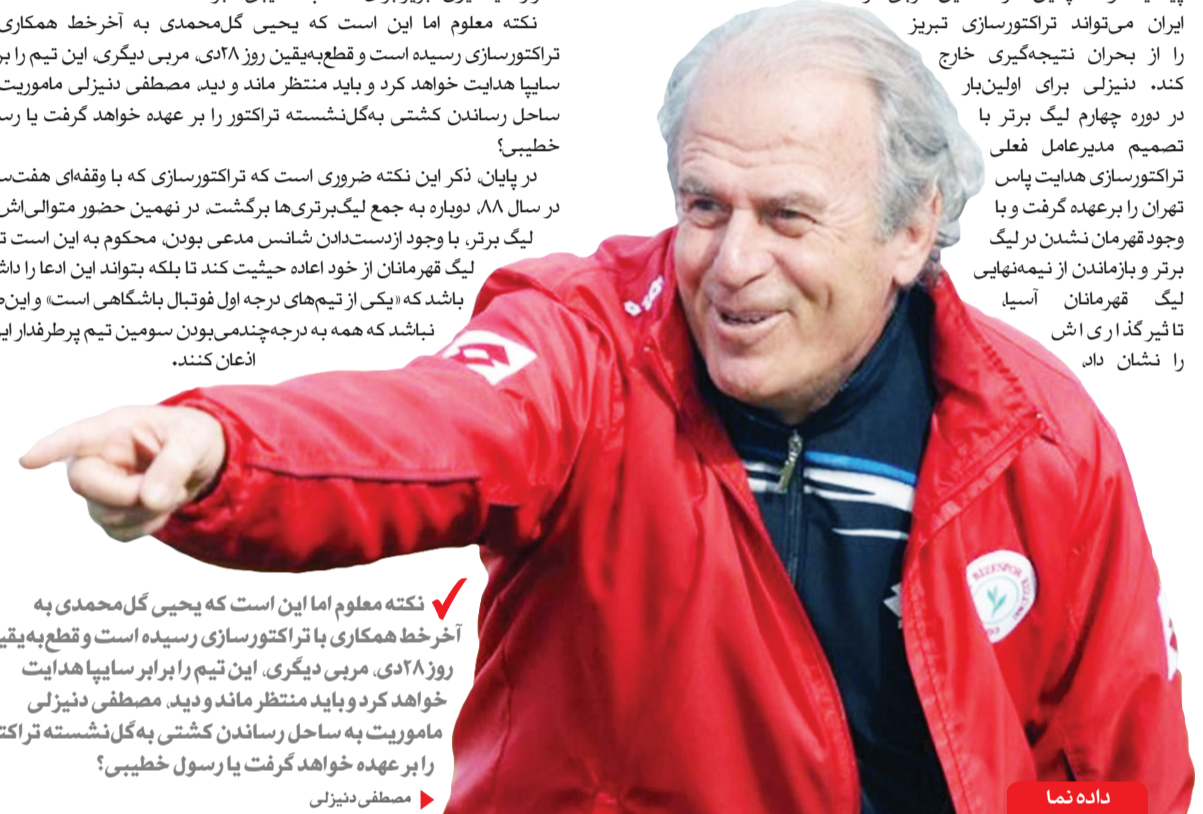 ایران می‌تواند تراکتورسازی تبریز
را از بحران نتیجه‌گیری خارج
کند. دنیزلی برای اولین‌بار
در دوره چهارم لیگ برتر با
تصمیم مدیرعامل فعلی
تراکتورسازی هدایت پاس
تهران را برعهده گرفت و با
وجود قهرمان نشدن در لیگ
برتر و بازماندن از نیمه‌نهایی
لیگ قهرمانان آسیا،
تاثیرگذاری‌اش
را نشان داد.
نکته معلوم اما این است که یحیی گل‌محمدی به آخرخط همکاری
تراکتورسازی رسیده است و قطع‌به‌یقین روز ۲۸دی، مربی دیگری، این تیم را
سایپا هدایت خواهد کرد و باید منتظر ماند و دید، مصطفی دنیزلی ماموریت
ساحل رساندن کشتی به‌گل‌نشسته تراکتور را بر عهده خواهد گرفت یا
خطیبی؟
در پایان، ذکر این نکته ضروری است که تراکتورسازی که با وقفه‌ای
در سال ۸۸، دوباره به جمع لیگ‌برتری‌ها برگشت، در نهمین حضور متوالی‌اش
لیگ برتر، با وجود ازدست‌دادن شانس مدعی بودن، محکوم به این است
لیگ قهرمانان از خود اعاده حیثیت کند تا بلکه بتواند این ادعا را
باشد که «یکی از تیم‌های درجه اول فوتبال باشگاهی است» و
نباشد که همه به درجه‌چندمی‌بودن سومین تیم پرطرفدار
اذعان کنند.
نکته معلوم اما این است که یحیی گل‌محمدی به
آخرخط همکاری با تراکتورسازی رسیده است و
روز ۲۸دی، مربی دیگری، این تیم را برابر سایپا هدایت
خواهد کرد و باید منتظر ماند و دید، مصطفی دنیزلی
ماموریت به ساحل رساندن کشتی به‌گل‌نشسته
را بر عهده خواهد گرفت یا رسول خطیبی؟
مصطفی دنیزلی
داده نما